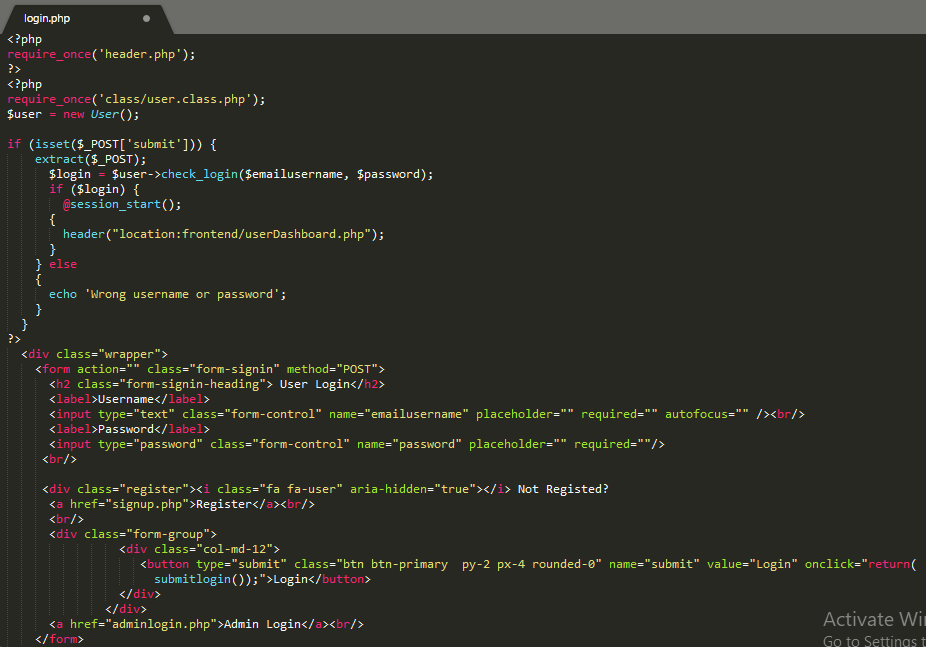 login.php
<?php
require_once('header.php');
?>
<?php
require_once('class/user.class.php');
$user = new User();
if (isset($_POST['submit'])) {
extract($_POST);
$login = $user->check_login($emailusername, $password);
if ($login) {
@session_start();
{
header("location:frontend/userDashboard.php");
}
} else
{
echo 'Wrong username or password';
}
}
?>
<div class="wrapper">
<form action="" class="form-signin" method="POST">
<h2 class="form-signin-heading"> User Login</h2>
<label>Username</label>
<input type="text" class="form-control" name="emailusername" placeholder="" required="" autofocus="" /><br/>
<label>Password</label>
<input type="password" class="form-control" name="password" placeholder="" required=""/>
<br/>
<div class="register"><i class="fa fa-user" aria-hidden="true"></i> Not Registed?
<a href="signup.php">Register</a><br/>
<br/>
<div class="form-group">
<div class="col-md-12">
<button type="submit" class="btn btn-primary  py-2 px-4 rounded-0" name="submit" value="Login" onclick="return(
submitlogin());">Login</button>
</div>
</div>
<a href="adminlogin.php">Admin Login</a><br/>
</form>
Activate Wi
Go to Settings t